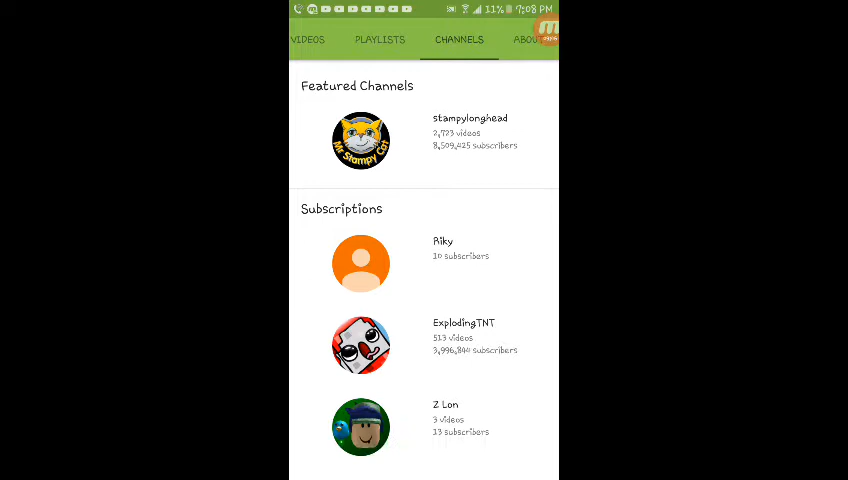 11% 7:08 PM
VIDEOS PLAYLISTS CHANNELS ABOU
Featured Channels
Mr Stampy Cat
stampylonghead
2,723 videos
8,509,425 subscribers
Subscriptions
Riky
10 subscribers
ExplodingTNT
513 videos
3,996,844 subscribers
Z Lon
3 videos
13 subscribers